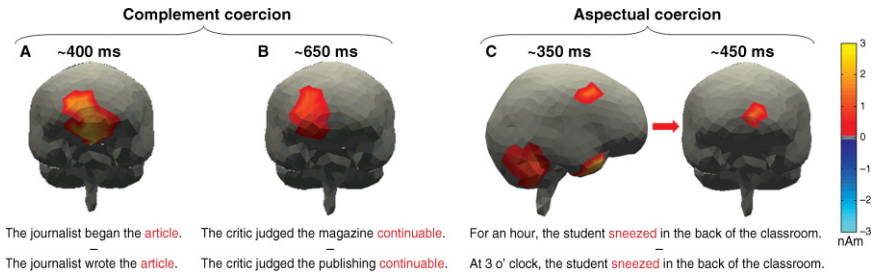 Complement coercion
Aspectual coercion
A ~400 ms
B ~650 ms
C ~350 ms
~450 ms
3
2
1
0
−1
−2
−3
nAm
The journalist began the article.
–
The journalist wrote the article.
The critic judged the magazine continuable.
–
The critic judged the publishing continuable.
For an hour, the student sneezed in the back of the classroom.
–
At 3 o' clock, the student sneezed in the back of the classroom.